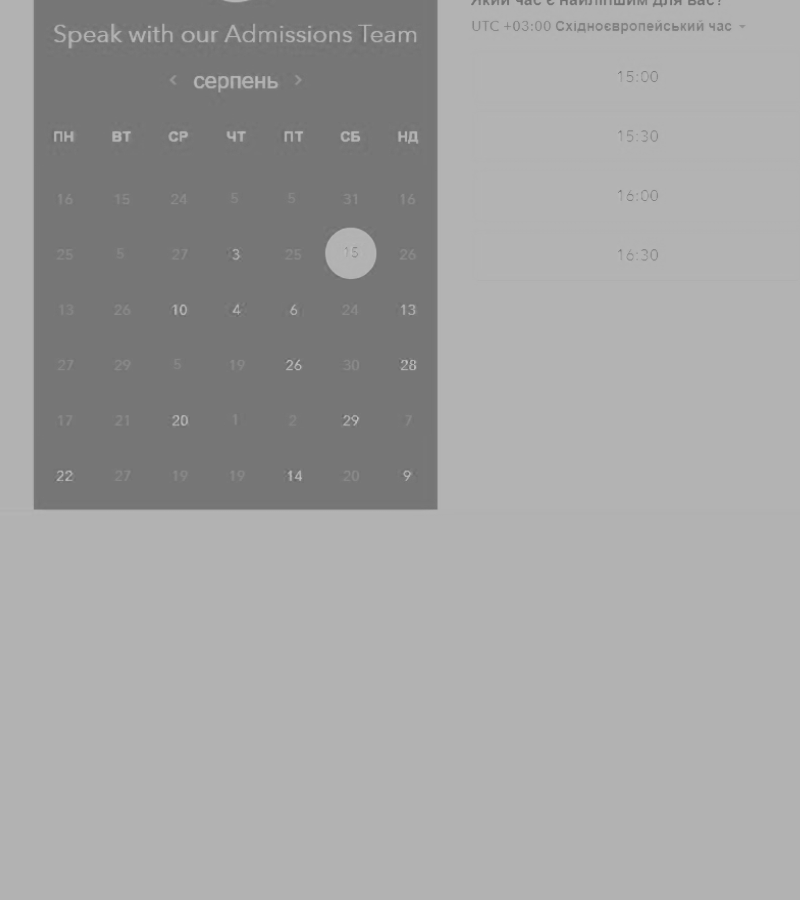 Який час є найліпшим для вас?
Speak with our Admissions Team
UTC +03:00 Східноєвропейський час
серпень
ПН ВТ СР ЧТ ПТ СБ НД
16 15 24 5 5 31 16
25 5 27 3 25 15 26
13 26 10 4 6 24 13
27 29 5 19 26 30 28
17 21 20 1 2 29 7
22 27 19 19 14 20 9
15:00
15:30
16:00
16:30